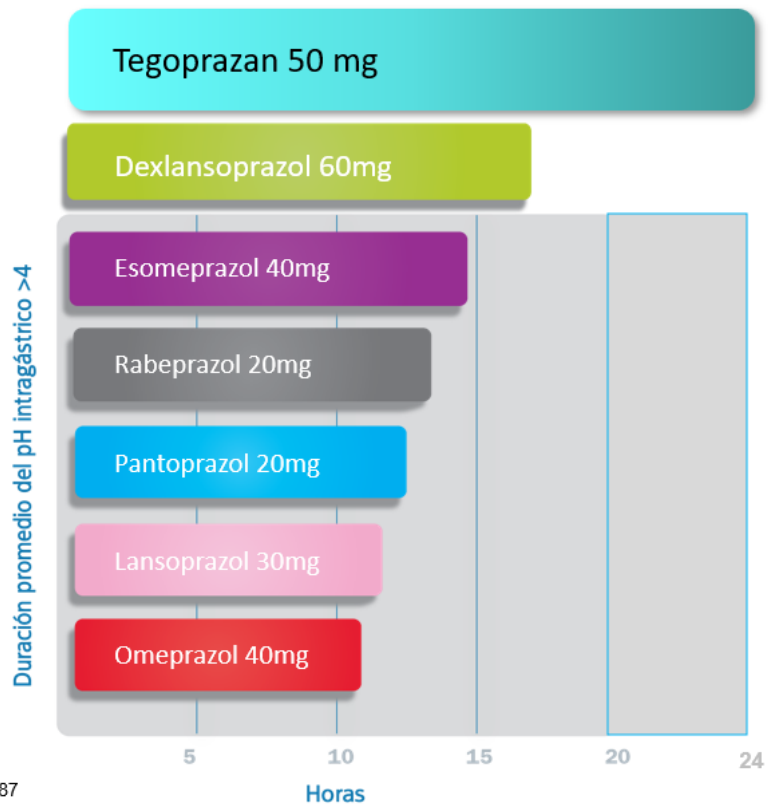 Tegoprazan 50 mg
Dexlansoprazol 60mg
Esomeprazol 40mg
Rabeprazol 20mg
Pantoprazol 20mg
Lansoprazol 30mg
Omeprazol 40mg
Duración promedio del pH intragástrico >4
5 10 15 20 24
Horas
87